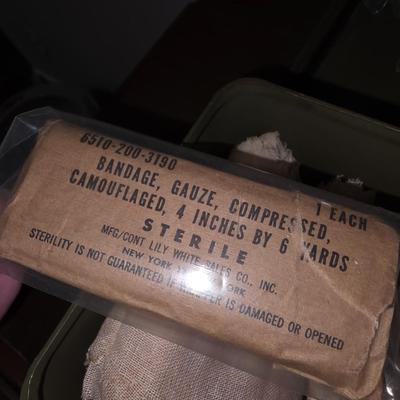 6510-200-3190
1 EACH
BANDAGE, GAUZE, COMPRESSED,
CAMOUFLAGED, 4 INCHES BY 6 YARDS
STERILE
MFG/CONT LILY WHITE SALES CO., INC.
NEW YORK YORK
STERILITY IS NOT GUARANTEED IF IS DAMAGED OR OPENED